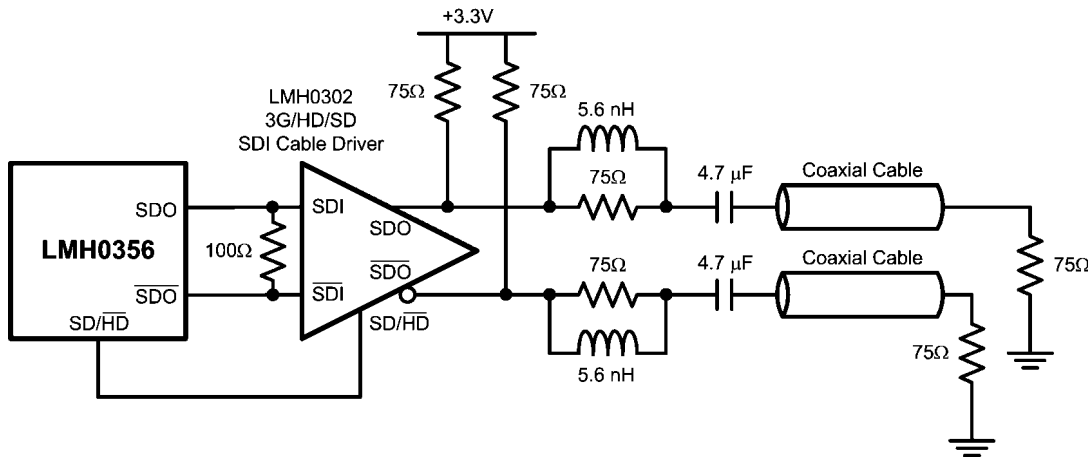 +3.3V
75Ω
75Ω
LMH0302
3G/HD/SD
SDI Cable Driver
5.6 nH
75Ω
4.7 μF
Coaxial Cable
SDO
SDI
SDO
LMH0356
100Ω
75Ω
SDO
SDI
SDO
75Ω
4.7 μF
Coaxial Cable
SD/HD
SD/HD
5.6 nH
75Ω